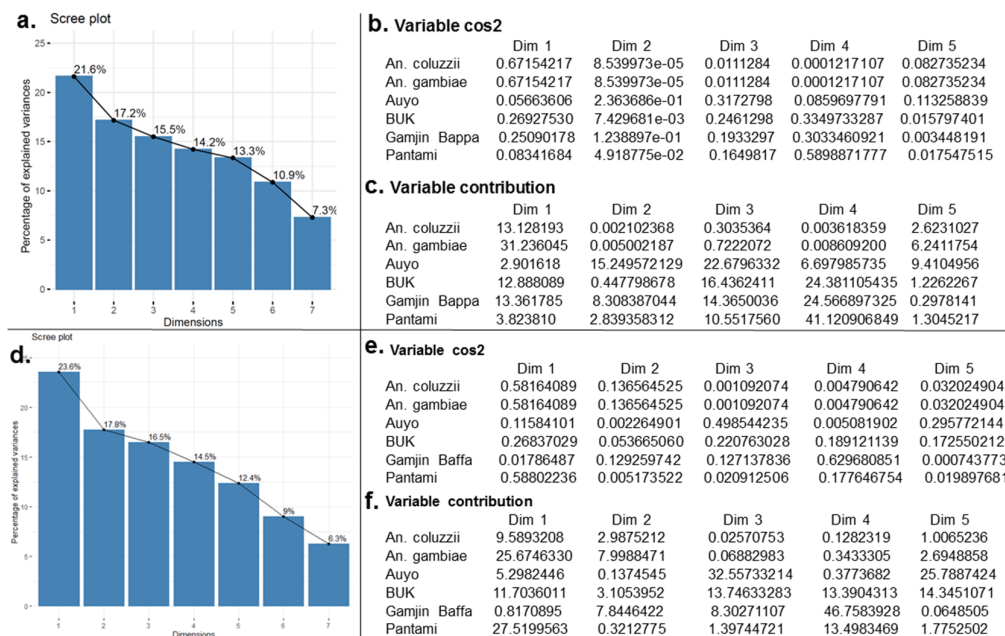 a. Scree plot
Percentage of explained variances
25
20
15
10
5
0
21.6%
17.2%
15.5%
14.2%
13.3%
10.9%
7.3%
1 2 3 4 5 6 7
Dimensions
b. Variable cos2
Dim 1 Dim 2 Dim 3 Dim 4 Dim 5
An. coluzzii 0.67154217 8.539973e-05 0.0111284 0.0001217107 0.082735234
An. gambiae 0.67154217 8.539973e-05 0.0111284 0.0001217107 0.082735234
Auyo 0.05663606 2.363686e-01 0.3172798 0.0859697791 0.113258839
BUK 0.26927530 7.429681e-03 0.2461298 0.3349733287 0.015797401
Gamjin Bappa 0.25090178 1.238897e-01 0.1933297 0.3033460921 0.003448191
Pantami 0.08341684 4.918775e-02 0.1649817 0.5898871777 0.017547515
c. Variable contribution
Dim 1 Dim 2 Dim 3 Dim 4 Dim 5
An. coluzzii 13.128193 0.002102368 0.3035364 0.003618359 2.6231027
An. gambiae 31.236045 0.005002187 0.7222072 0.008609200 6.2411754
Auyo 2.901618 15.249572129 22.6796332 6.697985735 9.4104956
BUK 12.888089 0.447798678 16.4362411 24.381105435 1.2262267
Gamjin Bappa 13.361785 8.308387044 14.3650036 24.566897325 0.2978141
Pantami 3.823810 2.839358312 10.5517560 41.120906849 1.3045217
d. Scree plot
Percentage of explained variances
20
15
10
5
0
23.6%
17.8%
16.5%
14.5%
12.4%
9%
6.3%
1 2 3 4 5 6 7
Dimensions
e. Variable cos2
Dim 1 Dim 2 Dim 3 Dim 4 Dim 5
An. coluzzii 0.58164089 0.136564525 0.001092074 0.004790642 0.032024904
An. gambiae 0.58164089 0.136564525 0.001092074 0.004790642 0.032024904
Auyo 0.11584101 0.002264901 0.498544235 0.005081902 0.295772144
BUK 0.26837029 0.053665060 0.220763028 0.189121139 0.172550212
Gamjin Baffa 0.01786487 0.129259742 0.127137836 0.629680851 0.000743773
Pantami 0.58802236 0.005173522 0.020912506 0.177646754 0.019897681
f. Variable contribution
Dim 1 Dim 2 Dim 3 Dim 4 Dim 5
An. coluzzii 9.5893208 2.9875212 0.02570753 0.1282319 1.0065236
An. gambiae 25.6746330 7.9988471 0.06882983 0.3433305 2.6948858
Auyo 5.2982446 0.1374545 32.55733214 0.3773682 25.7887424
BUK 11.7036011 3.1053952 13.74633283 13.3904313 14.3451071
Gamjin Baffa 0.8170895 7.8446422 8.30271107 46.7583928 0.0648505
Pantami 27.5199563 0.3212775 1.39744721 13.4983469 1.7752502